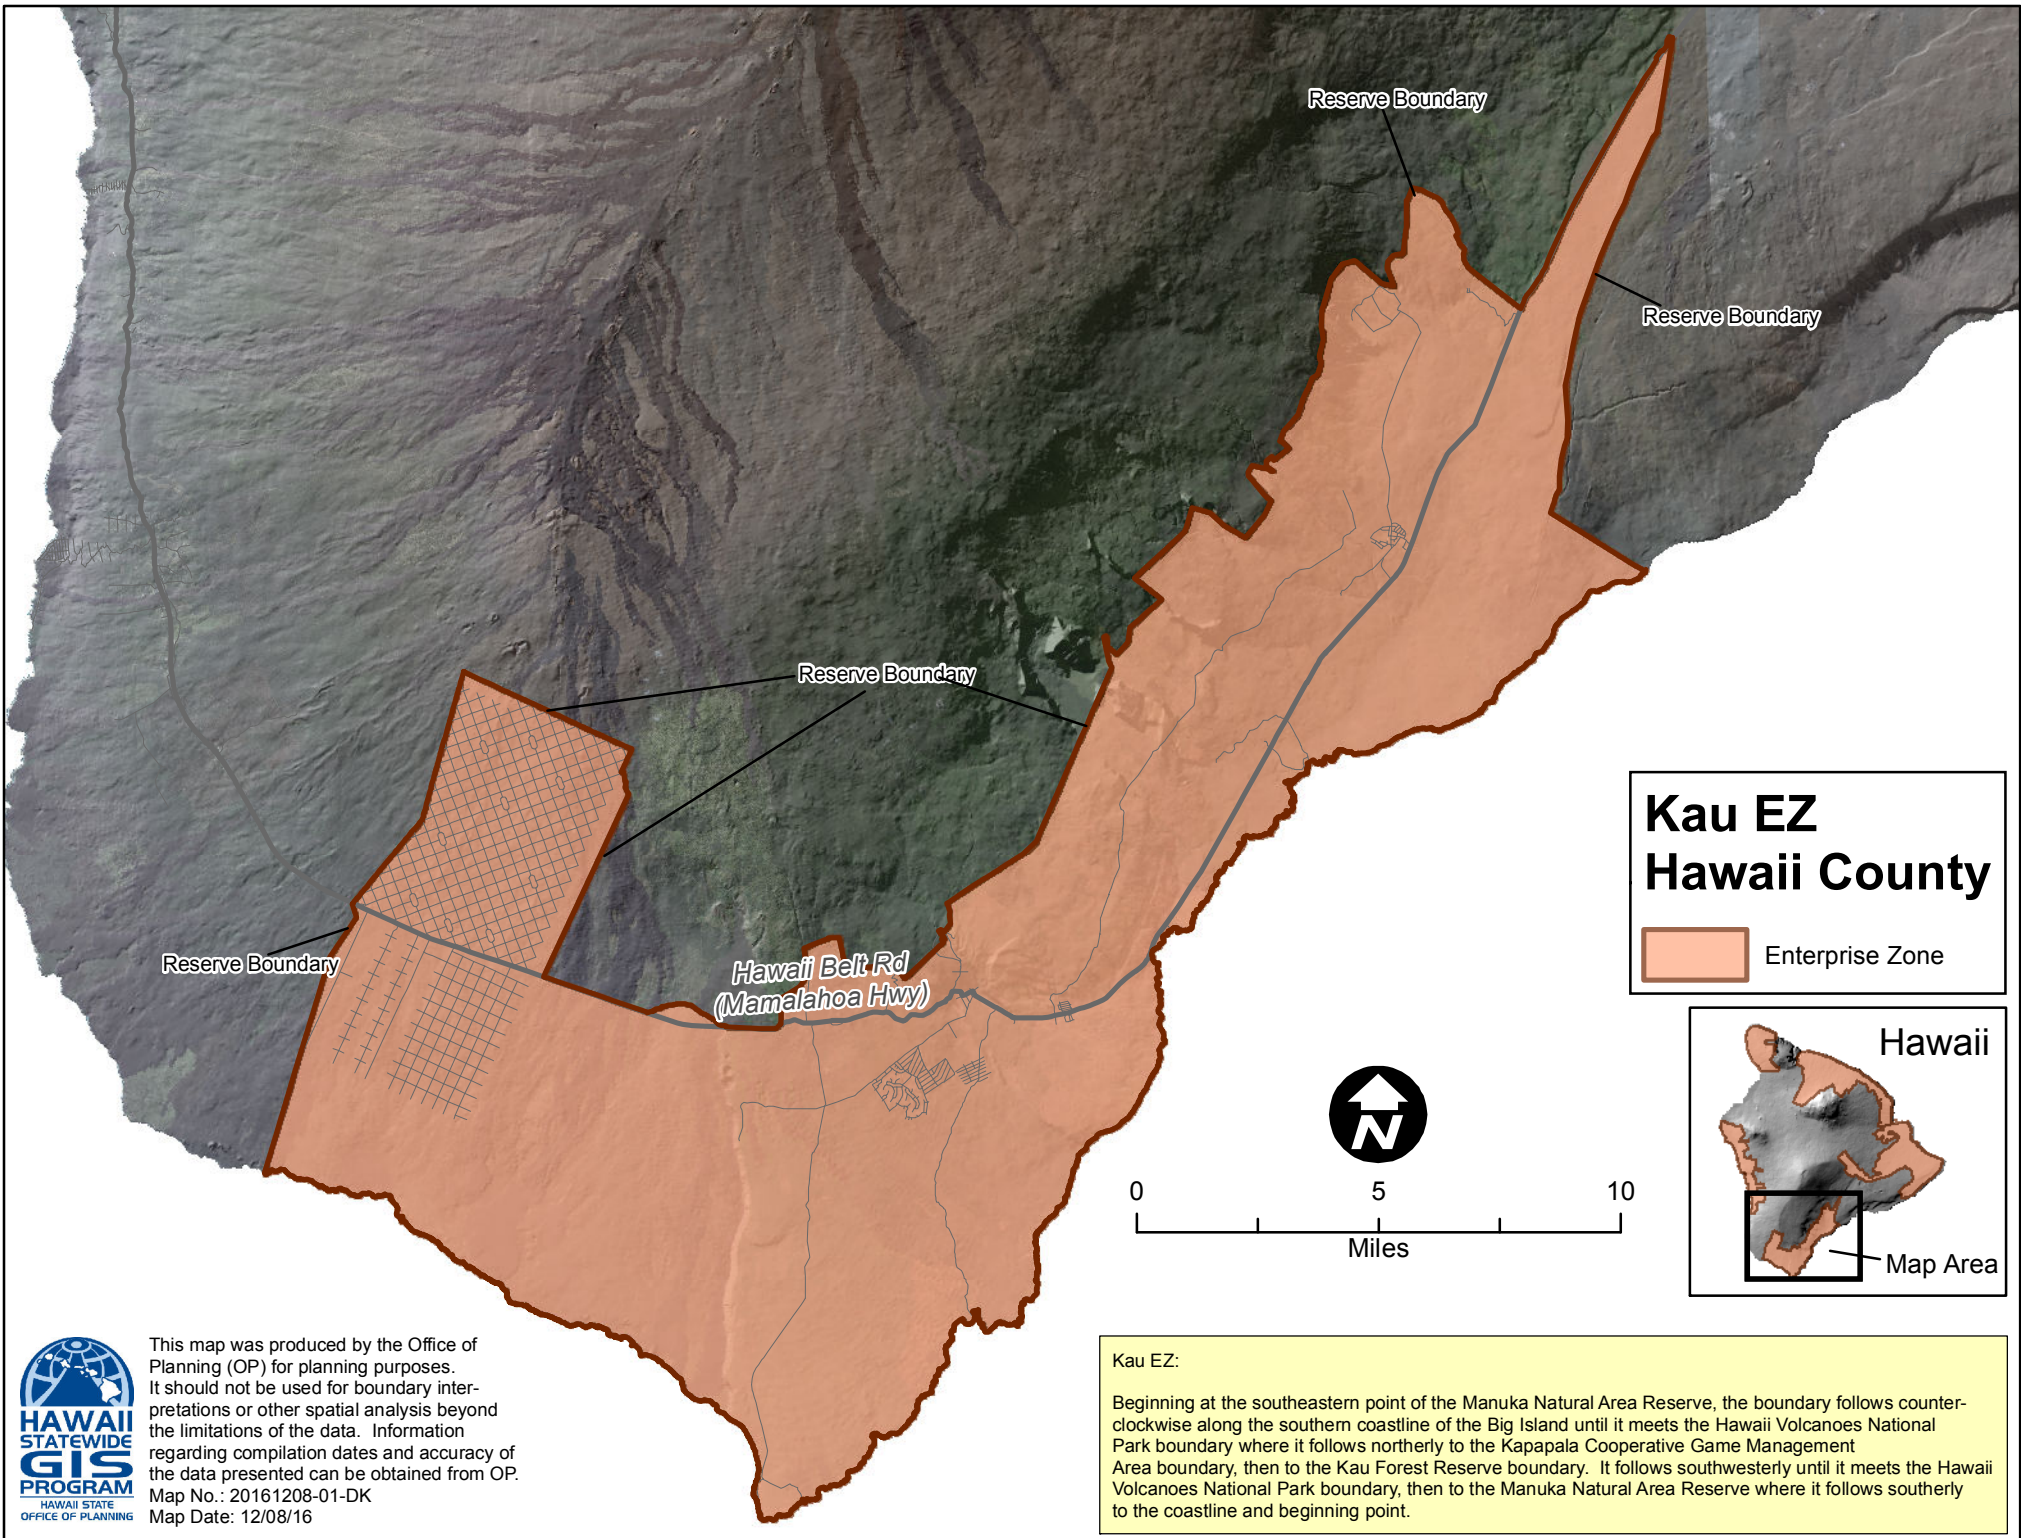 Reserve Boundary
Reserve Boundary
Reserve Boundary
Reserve Boundary
Hawaii Belt Rd
(Mamalahoa Hwy)
Kau EZ
Hawaii County
Enterprise Zone
Hawaii
Map Area
N
0 5 10
Miles
HAWAII
STATEWIDE
GIS
PROGRAM
HAWAII STATE
OFFICE OF PLANNING
This map was produced by the Office of
Planning (OP) for planning purposes.
It should not be used for boundary inter-
pretations or other spatial analysis beyond
the limitations of the data.  Information
regarding compilation dates and accuracy of
the data presented can be obtained from OP.
Map No.: 20161208-01-DK
Map Date: 12/08/16
Kau EZ:
Beginning at the southeastern point of the Manuka Natural Area Reserve, the boundary follows counter-
clockwise along the southern coastline of the Big Island until it meets the Hawaii Volcanoes National
Park boundary where it follows northerly to the Kapapala Cooperative Game Management
Area boundary, then to the Kau Forest Reserve boundary.  It follows southwesterly until it meets the Hawaii
Volcanoes National Park boundary, then to the Manuka Natural Area Reserve where it follows southerly
to the coastline and beginning point.